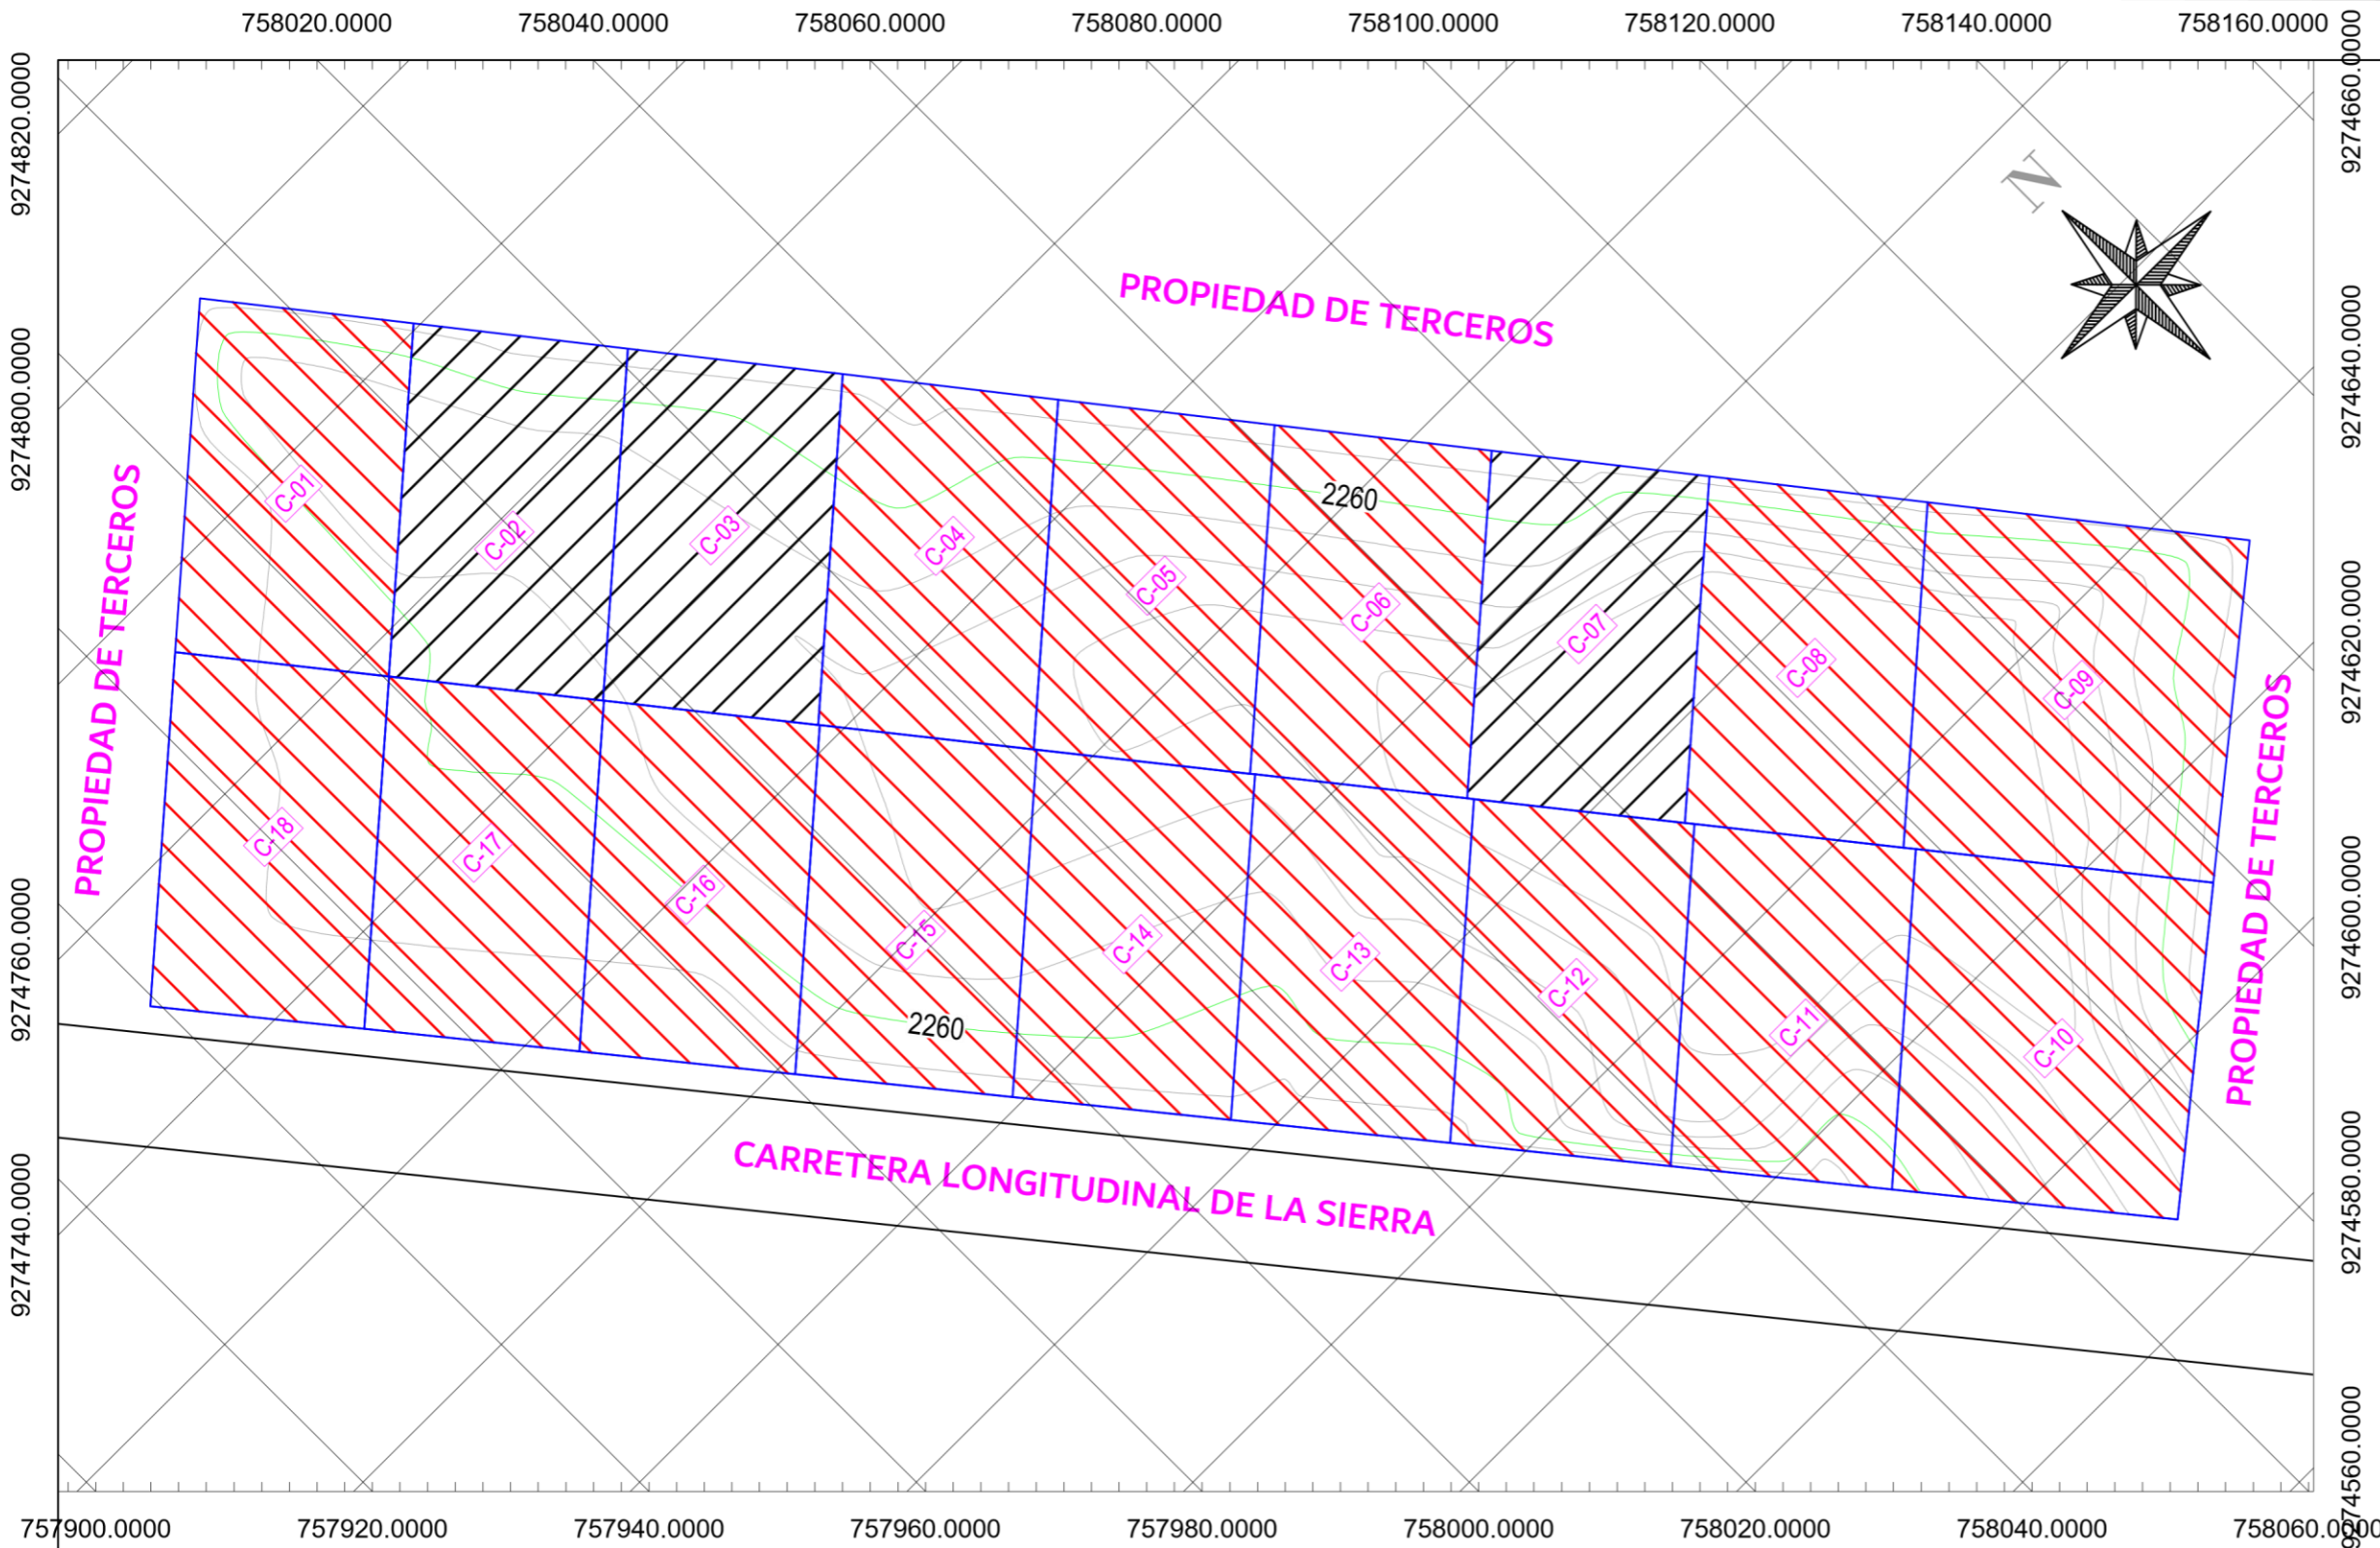 758020.0000 758040.0000 758060.0000 758080.0000 758100.0000 758120.0000 758140.0000 758160.0000
9274820.0000
9274660.0000
N
PROPIEDAD DE TERCEROS
9274800.0000
9274640.0000
2260
C-01
C-02
C-03
C-04
C-05
C-06
C-07
C-08
C-09
PROPIEDAD DE TERCEROS
9274620.0000
PROPIEDAD DE TERCEROS
C-18
C-17
C-16
C-15
C-14
C-13
C-12
C-11
C-10
9274760.0000
9274600.0000
2260
CARRETERA LONGITUDINAL DE LA SIERRA
9274740.0000
9274580.0000
9274560.0000
757900.0000 757920.0000 757940.0000 757960.0000 757980.0000 758000.0000 758020.0000 758040.0000 758060.0000